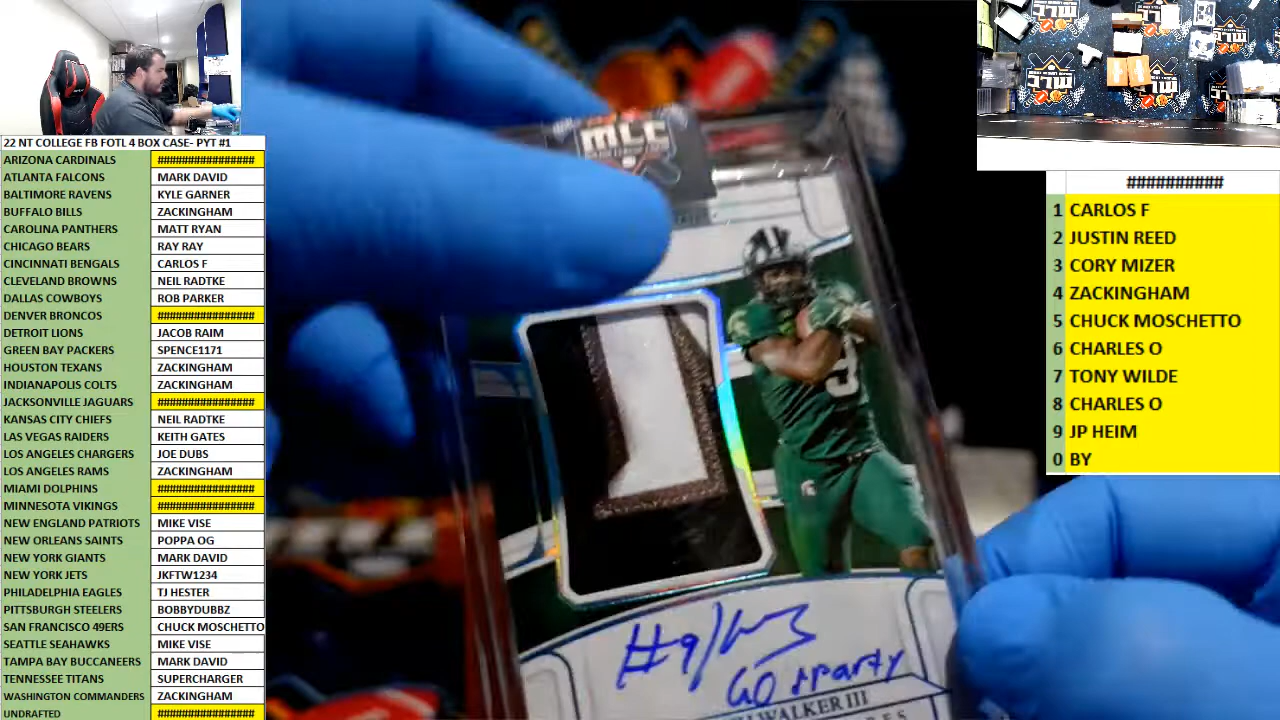 22 NT COLLEGE FB FOTL 4 BOX CASE- PYT #1
ARIZONA CARDINALS ################
ATLANTA FALCONS MARK DAVID
BALTIMORE RAVENS KYLE GARNER
BUFFALO BILLS ZACKINGHAM
CAROLINA PANTHERS MATT RYAN
CHICAGO BEARS RAY RAY
CINCINNATI BENGALS CARLOS F
CLEVELAND BROWNS NEIL RADTKE
DALLAS COWBOYS ROB PARKER
DENVER BRONCOS ################
DETROIT LIONS JACOB RAIM
GREEN BAY PACKERS SPENCE1171
HOUSTON TEXANS ZACKINGHAM
INDIANAPOLIS COLTS ZACKINGHAM
JACKSONVILLE JAGUARS ################
KANSAS CITY CHIEFS NEIL RADTKE
LAS VEGAS RAIDERS KEITH GATES
LOS ANGELES CHARGERS JOE DUBS
LOS ANGELES RAMS ZACKINGHAM
MIAMI DOLPHINS ################
MINNESOTA VIKINGS ################
NEW ENGLAND PATRIOTS MIKE VISE
NEW ORLEANS SAINTS POPPA OG
NEW YORK GIANTS MARK DAVID
NEW YORK JETS JKFTW1234
PHILADELPHIA EAGLES TJ HESTER
PITTSBURGH STEELERS BOBBYDUBBZ
SAN FRANCISCO 49ERS CHUCK MOSCHETTO
SEATTLE SEAHAWKS MIKE VISE
TAMPA BAY BUCCANEERS MARK DAVID
TENNESSEE TITANS SUPERCHARGER
WASHINGTON COMMANDERS ZACKINGHAM
UNDRAFTED ################
MLC
9
#9
WALKER III
##########
1 CARLOS F
2 JUSTIN REED
3 CORY MIZER
4 ZACKINGHAM
5 CHUCK MOSCHETTO
6 CHARLES O
7 TONY WILDE
8 CHARLES O
9 JP HEIM
0 BY